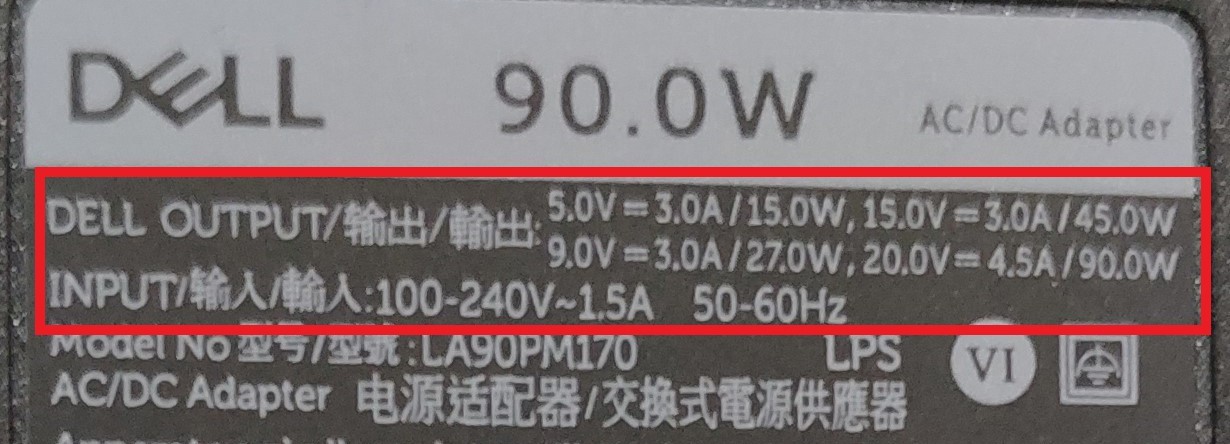 DELL 90.0W AC/DC Adapter
DELL OUTPUT/输出/輸出: 5.0V⎓3.0A/15.0W, 15.0V⎓3.0A/45.0W
9.0V⎓3.0A/27.0W, 20.0V⎓4.5A/90.0W
INPUT/输入/輸入:100-240V~1.5A 50-60Hz
Model No 型号/型號:LA90PM170 LPS VI
AC/DC Adapter 电源适配器/交換式電源供應器